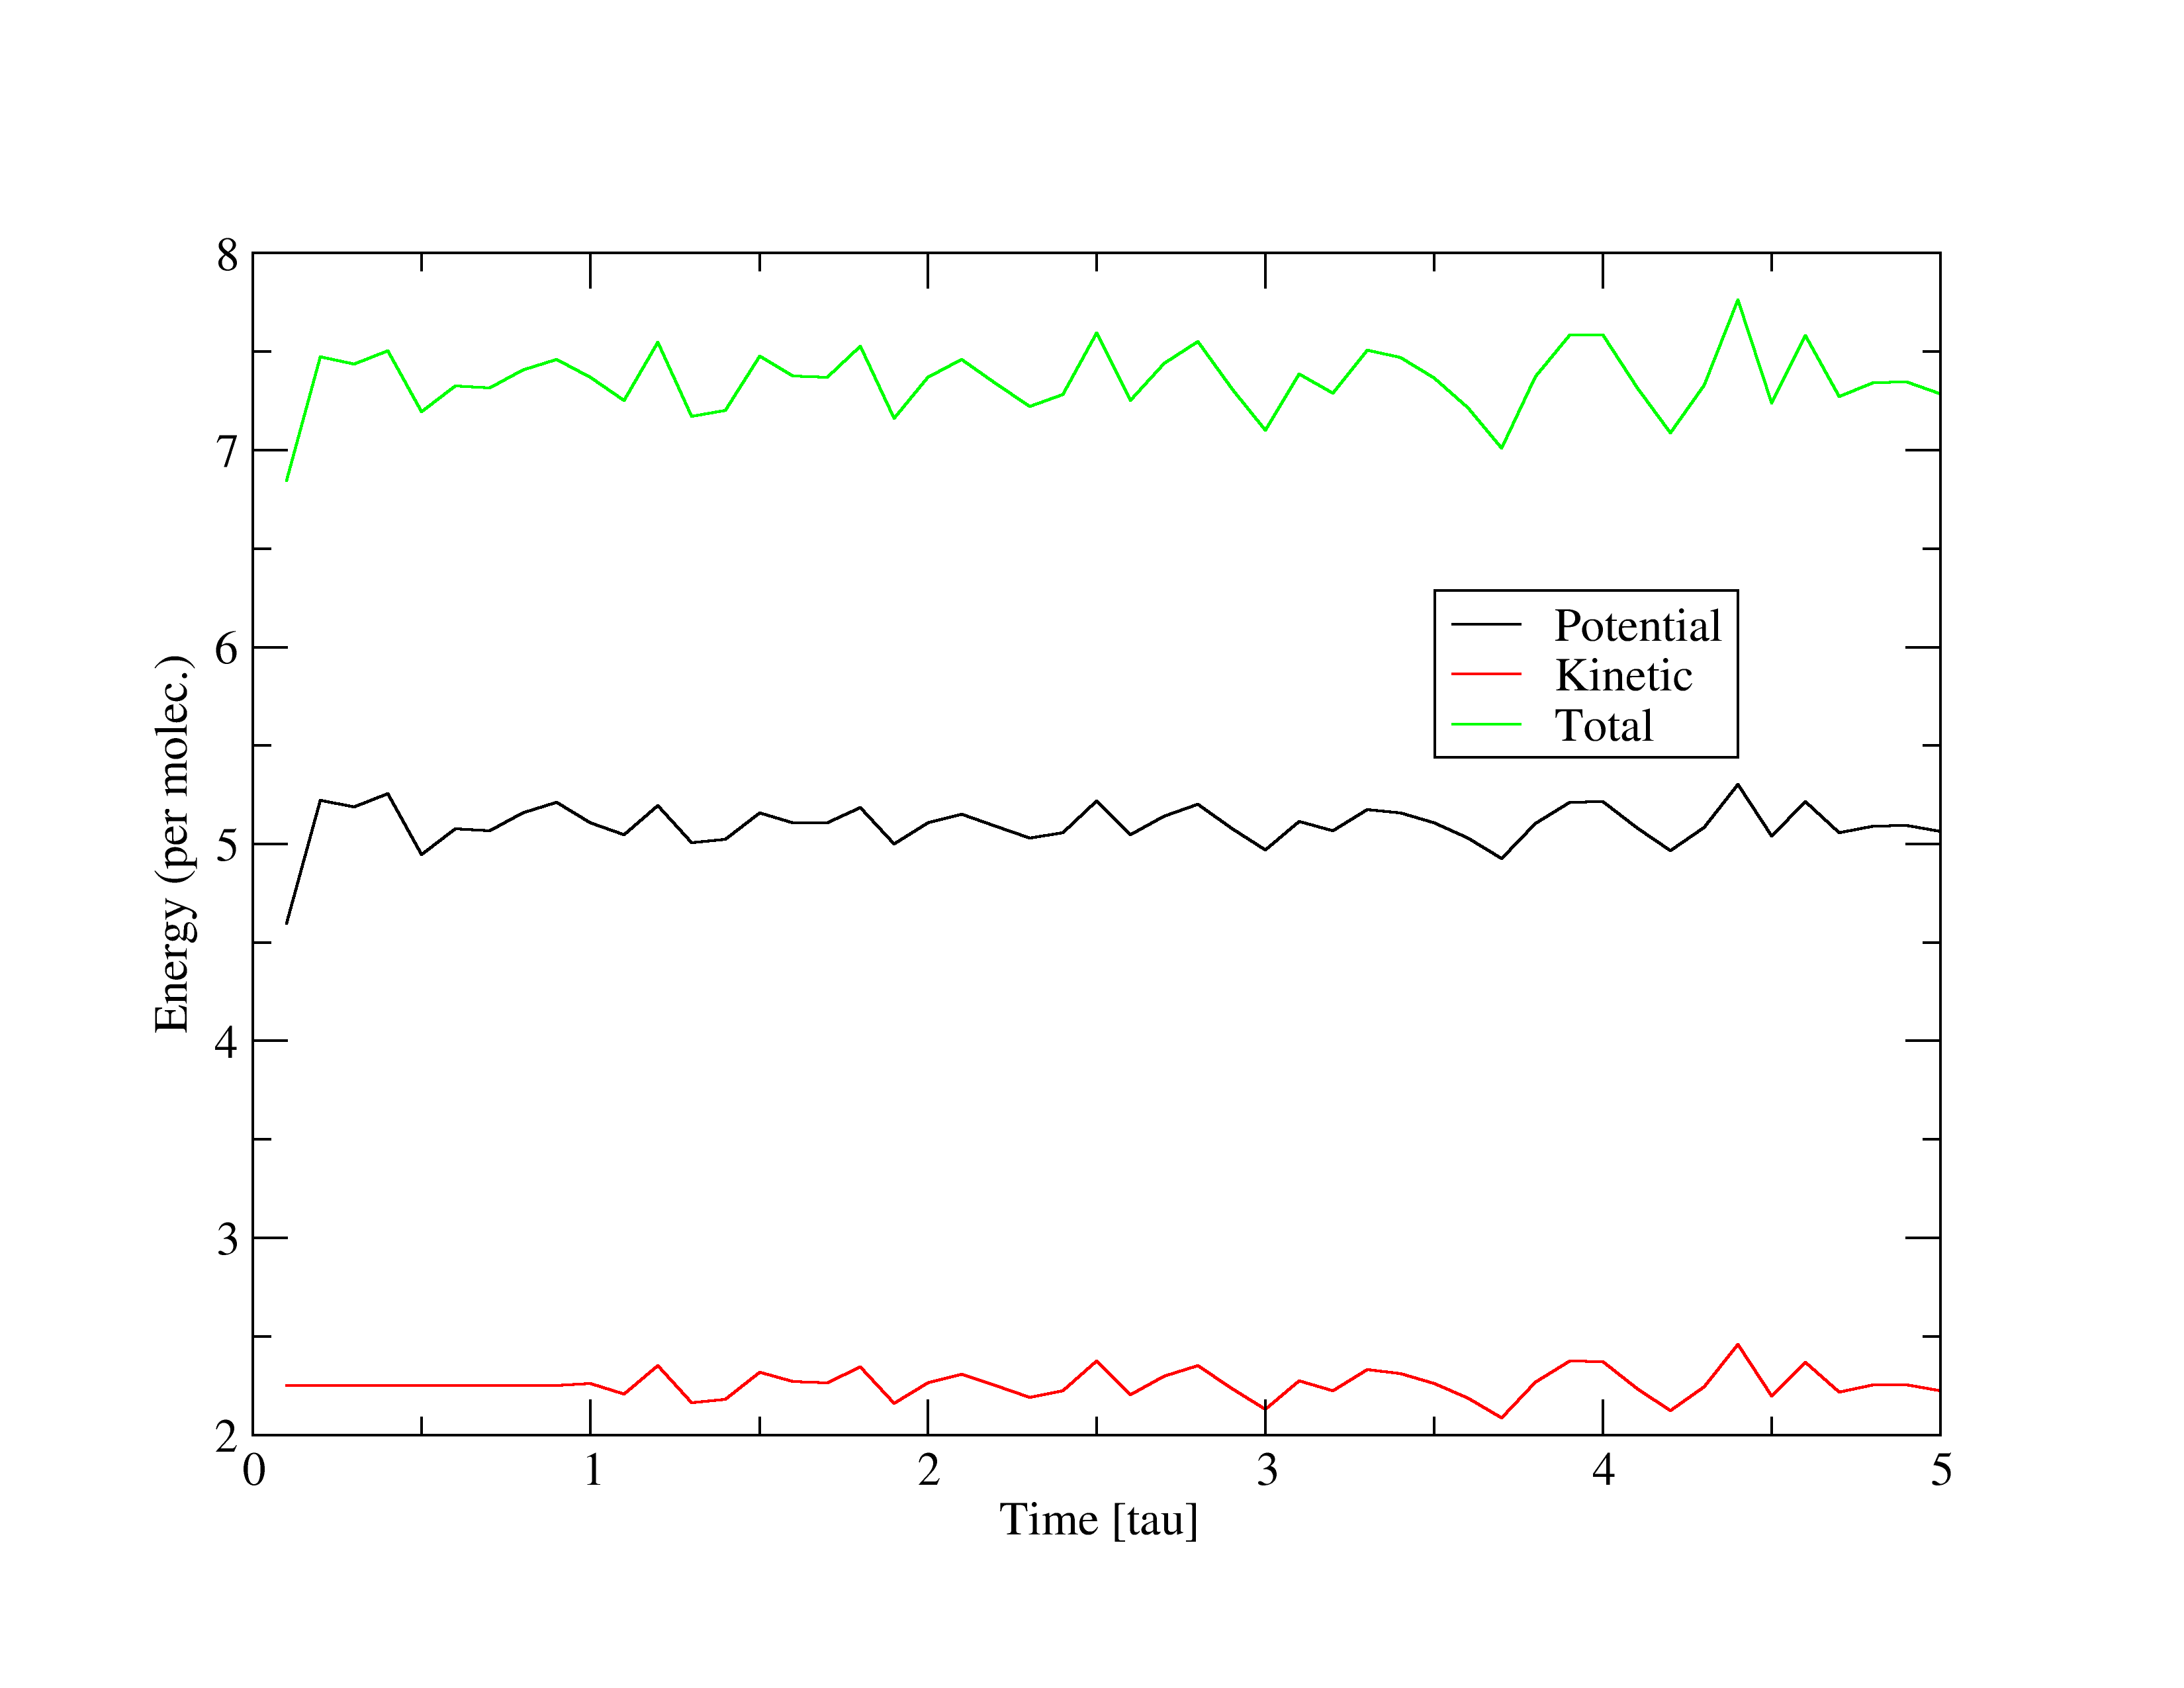 8
7
6
5
4
3
2
Energy (per molec.)
Potential
Kinetic
Total
0 1 2 3 4 5
Time [tau]